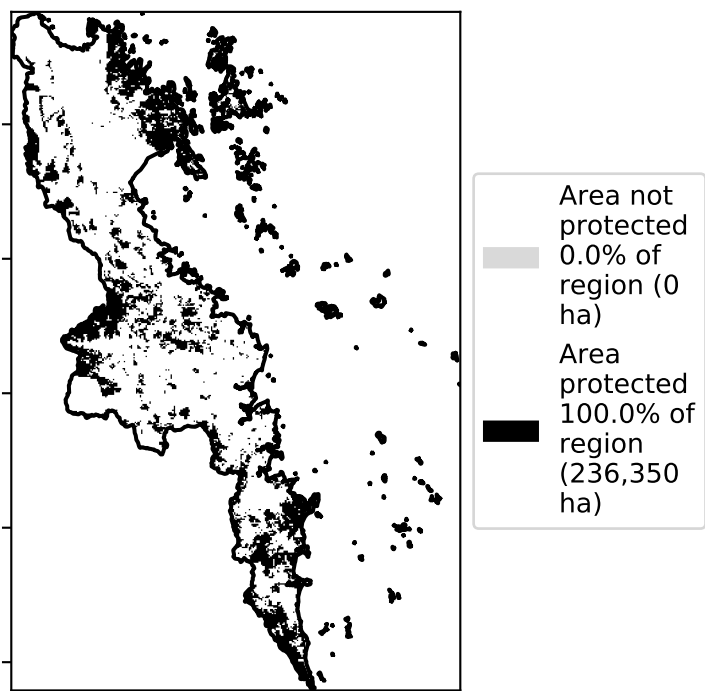 Area not
protected
0.0% of
region (0
ha)
Area
protected
100.0% of
region
(236,350
ha)